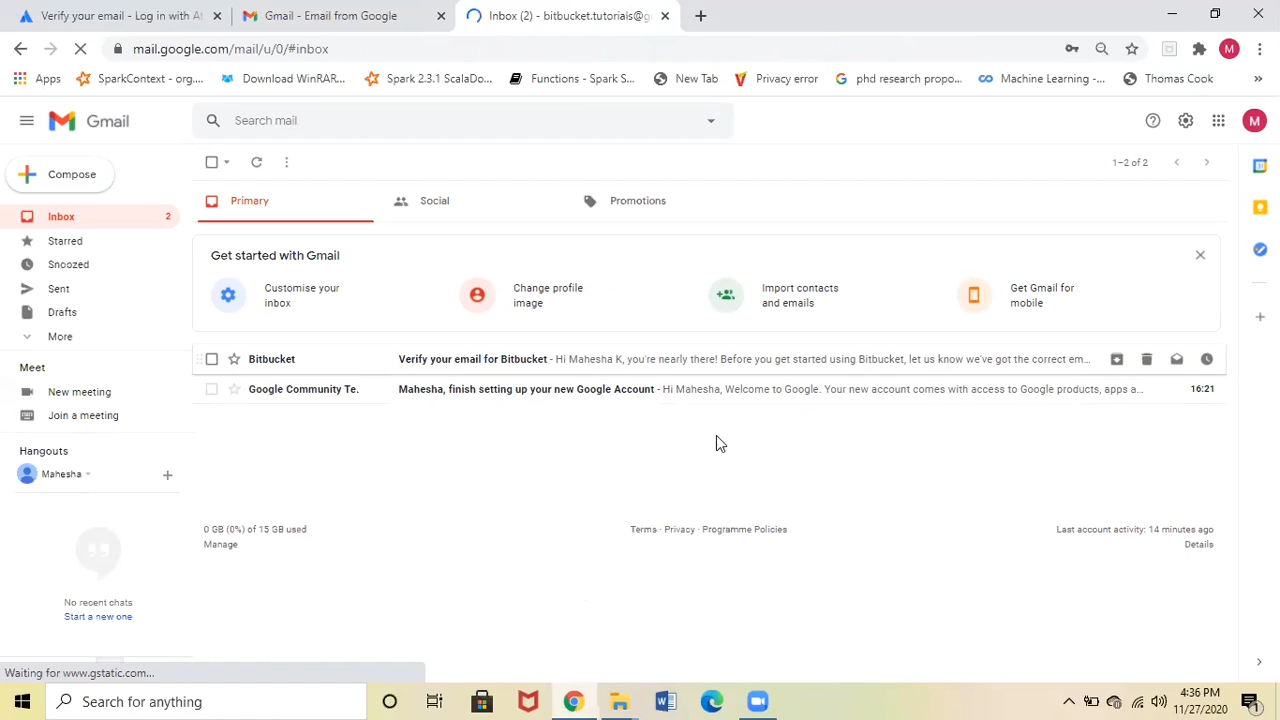 Verify your email - Log in with At
Gmail - Email from Google
Inbox (2) - bitbucket.tutorials@g
mail.google.com/mail/u/0/#inbox
M
Apps
SparkContext - org....
Download WinRAR...
Spark 2.3.1 ScalaDo...
Functions - Spark S...
New Tab
Privacy error
phd research propo...
Machine Learning -...
Thomas Cook
»
Gmail
Search mail
M
Compose
1–2 of 2
Primary
Social
Promotions
Inbox 2
Starred
Snoozed
Sent
Drafts
More
Get started with Gmail
Customise your inbox
Change profile image
Import contacts and emails
Get Gmail for mobile
Bitbucket Verify your email for Bitbucket - Hi Mahesha K, you're nearly there! Before you get started using Bitbucket, let us know we've got the correct em...
Google Community Te. Mahesha, finish setting up your new Google Account - Hi Mahesha, Welcome to Google. Your new account comes with access to Google products, apps a... 16:21
Meet
New meeting
Join a meeting
Hangouts
Mahesha
No recent chats
Start a new one
0 GB (0%) of 15 GB used
Manage
Terms · Privacy · Programme Policies
Last account activity: 14 minutes ago
Details
Waiting for www.gstatic.com...
Search for anything
4:36 PM
11/27/2020